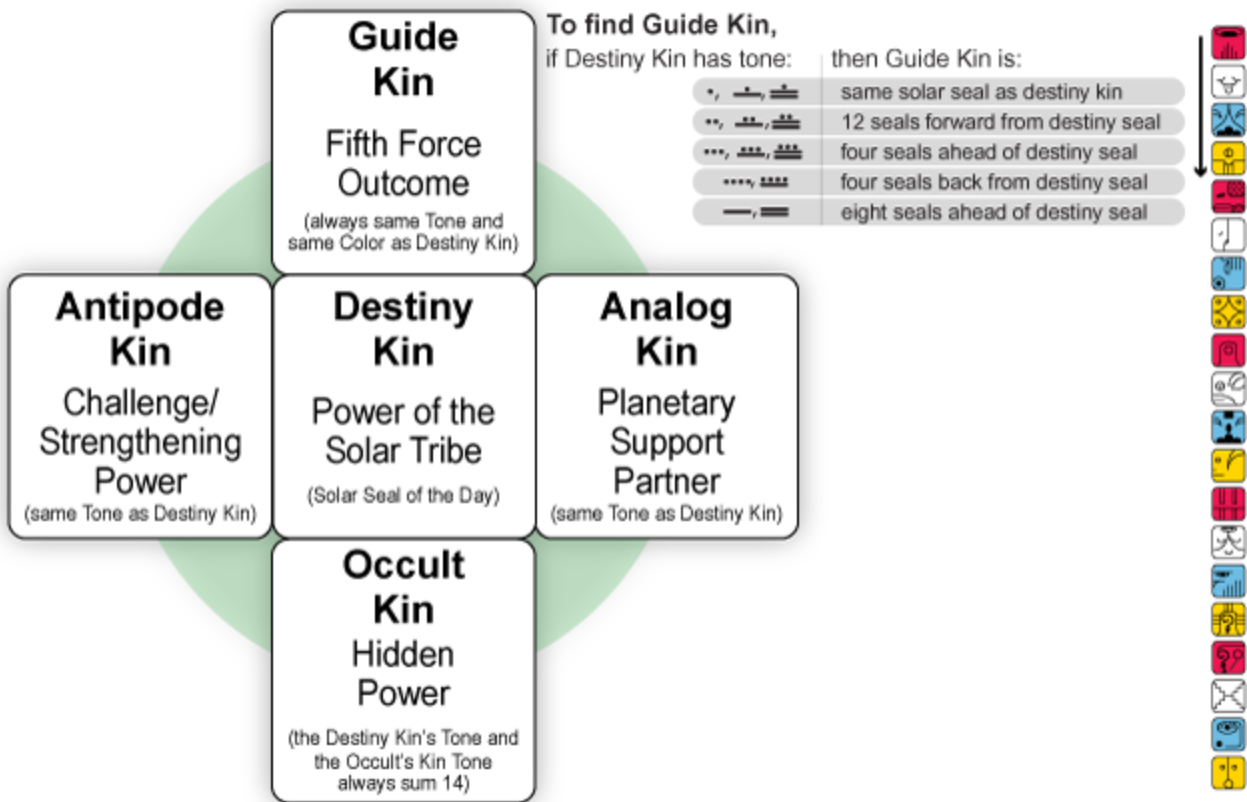 Guide
Kin
Fifth Force
Outcome
(always same Tone and
same Color as Destiny Kin)
To find Guide Kin,
if Destiny Kin has tone:
then Guide Kin is:
same solar seal as destiny kin
12 seals forward from destiny seal
four seals ahead of destiny seal
four seals back from destiny seal
eight seals ahead of destiny seal
Antipode
Kin
Challenge/
Strengthening
Power
(same Tone as Destiny Kin)
Destiny
Kin
Power of the
Solar Tribe
(Solar Seal of the Day)
Analog
Kin
Planetary
Support
Partner
(same Tone as Destiny Kin)
Occult
Kin
Hidden
Power
(the Destiny Kin's Tone and
the Occult's Kin Tone
always sum 14)